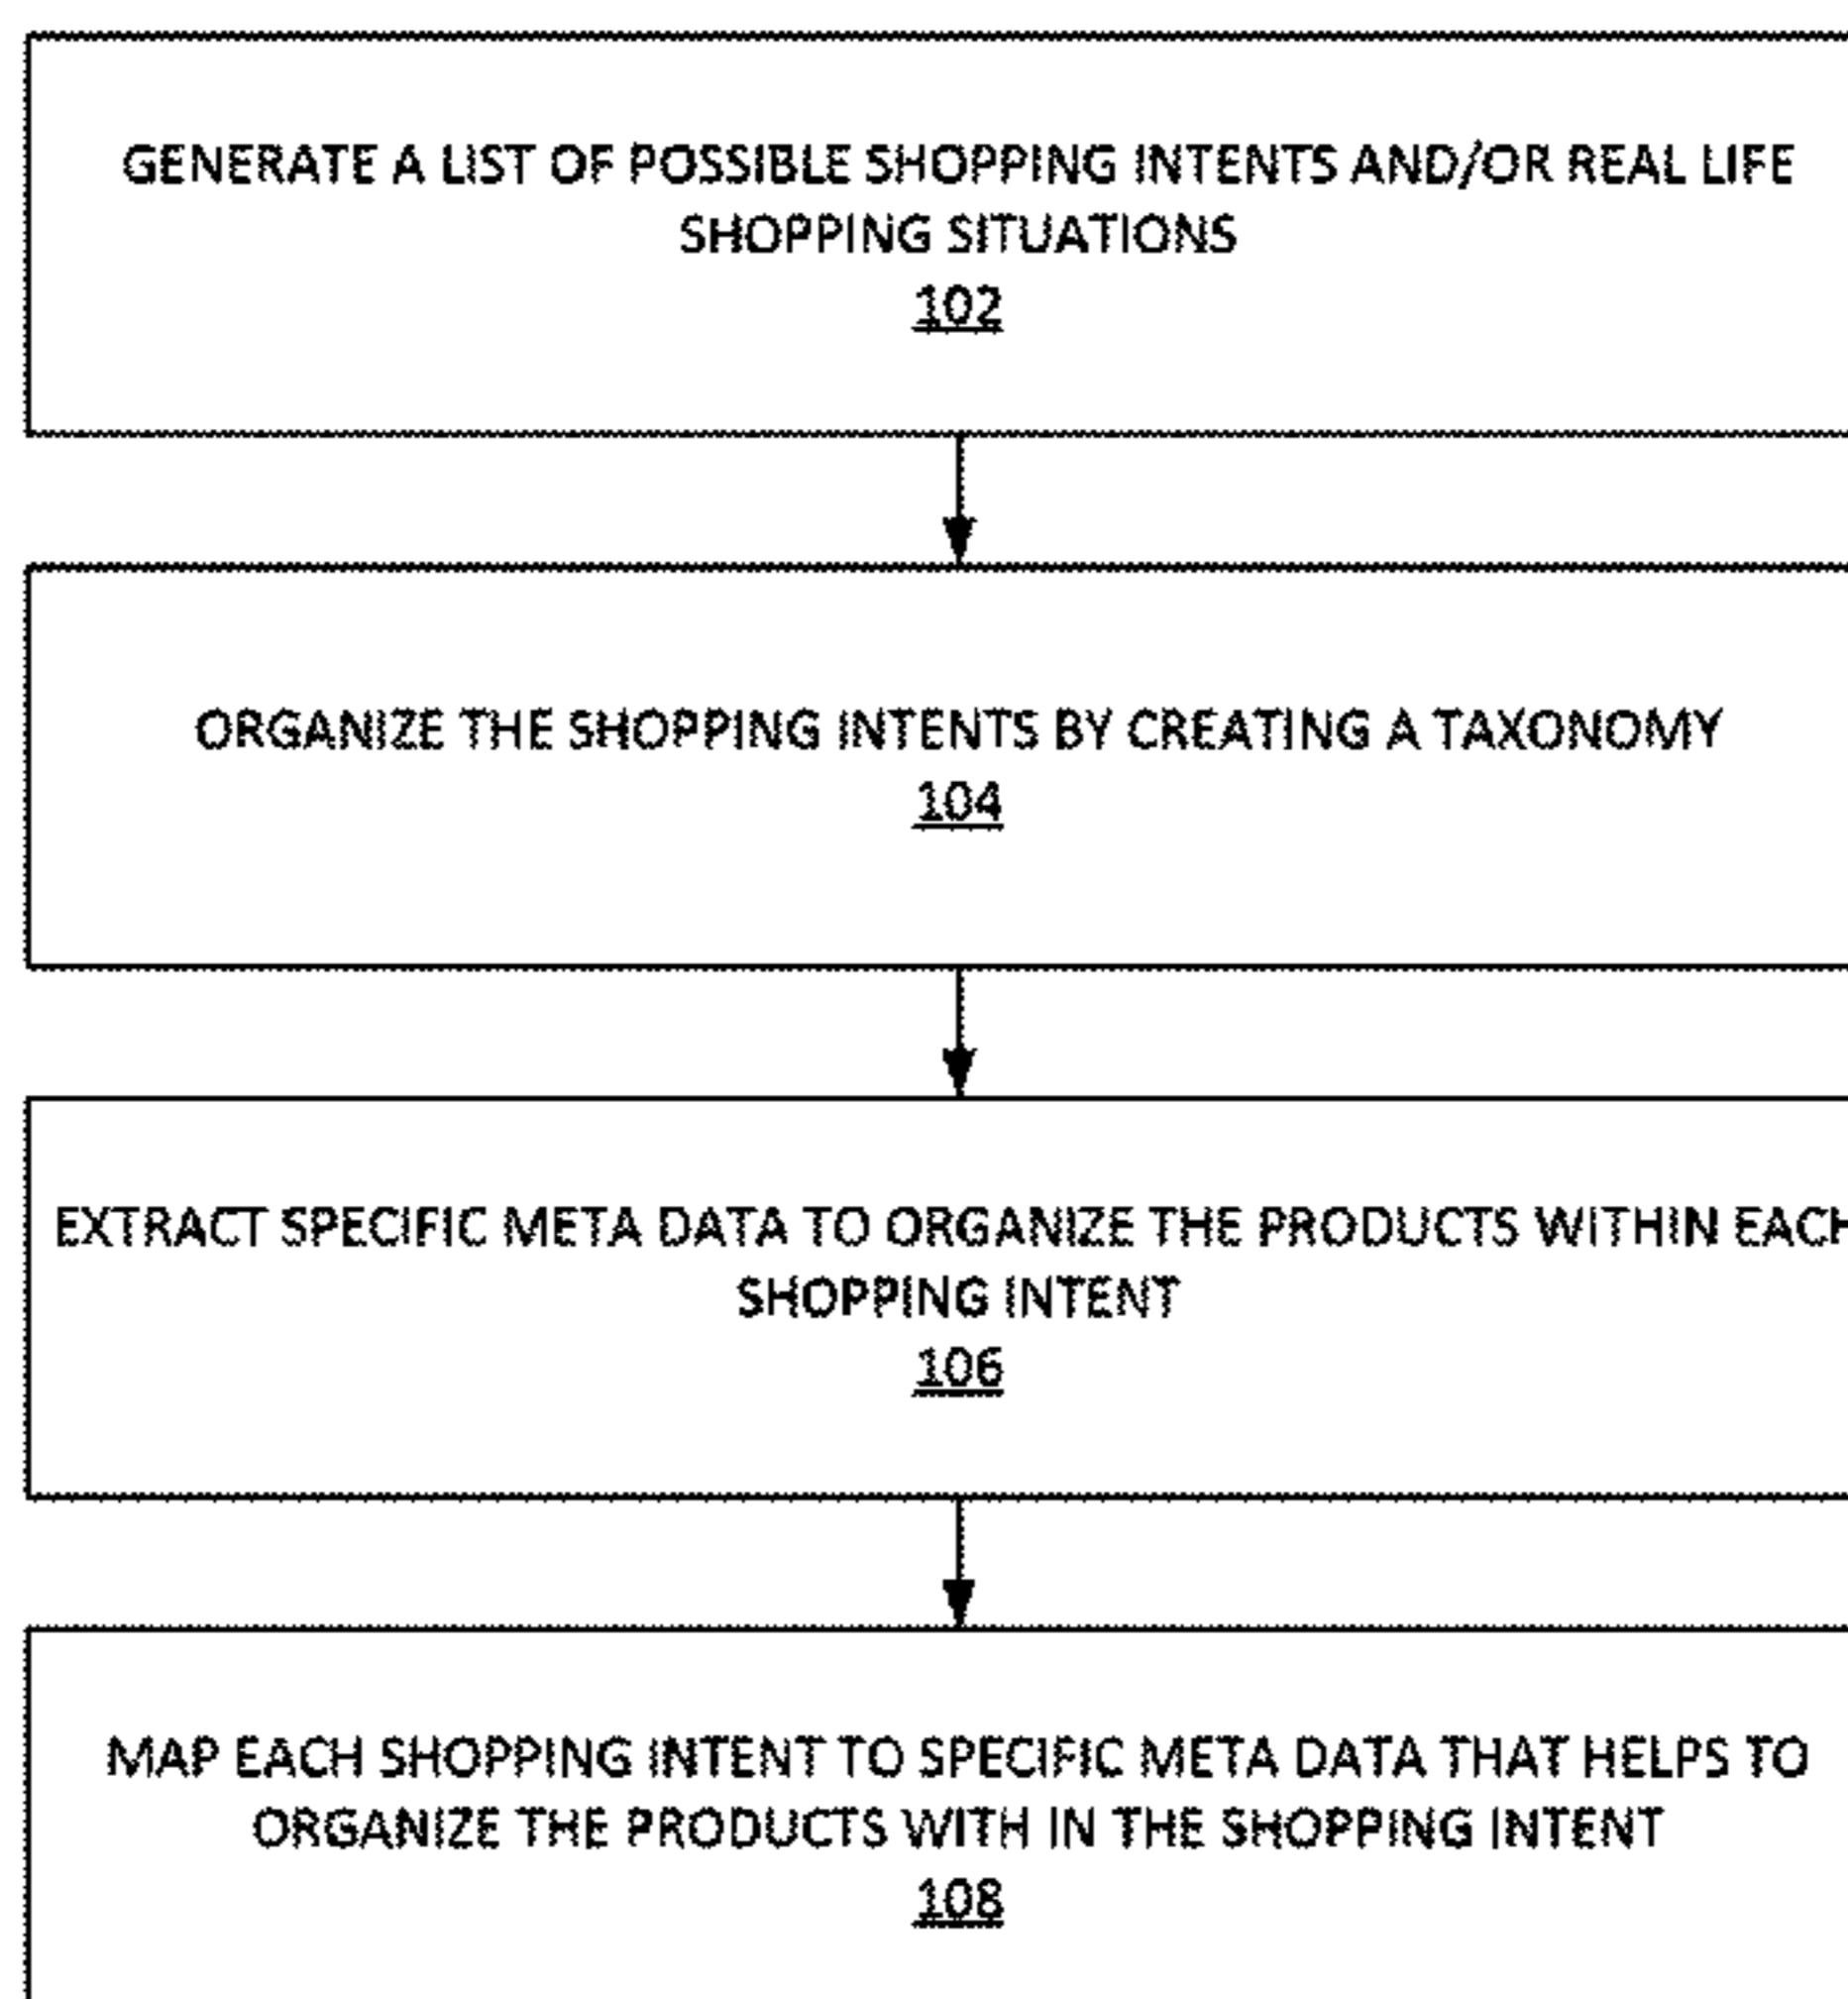 GENERATE A LIST OF POSSIBLE SHOPPING INTENTS AND/OR REAL LIFE
SHOPPING SITUATIONS
102
ORGANIZE THE SHOPPING INTENTS BY CREATING A TAXONOMY
104
EXTRACT SPECIFIC META DATA TO ORGANIZE THE PRODUCTS WITHIN EACH
SHOPPING INTENT
106
MAP EACH SHOPPING INTENT TO SPECIFIC META DATA THAT HELPS TO
ORGANIZE THE PRODUCTS WITH IN THE SHOPPING INTENT
108